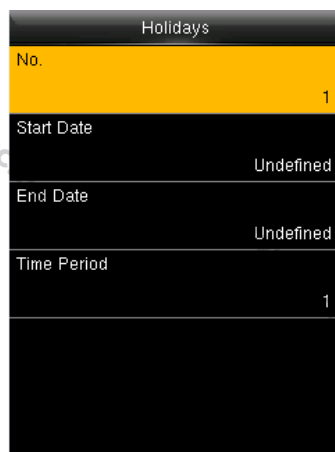 Holidays
No.
1
Start Date
Undefined
End Date
Undefined
Time Period
1